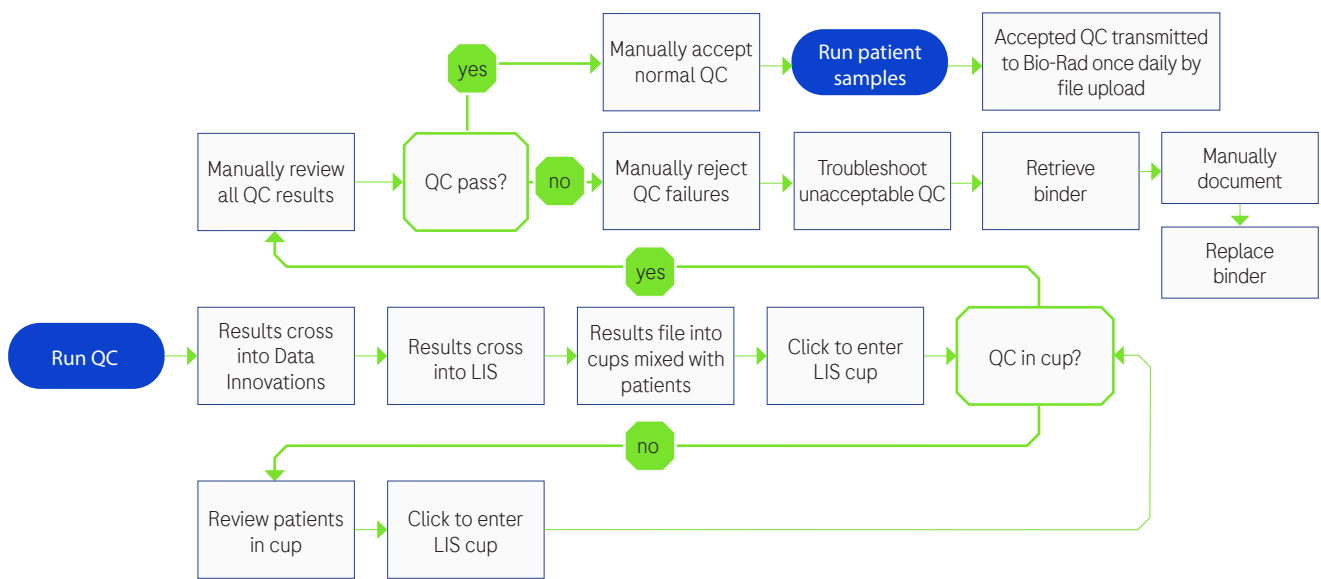 yes
Manually accept
normal QC
Run patient
samples
Accepted QC transmitted
to Bio-Rad once daily by
file upload
Manually review
all QC results
QC pass?
no
Manually reject
QC failures
Troubleshoot
unacceptable QC
Retrieve
binder
Manually
document
Replace
binder
yes
Run QC
Results cross
into Data
Innovations
Results cross
into LIS
Results file into
cups mixed with
patients
Click to enter
LIS cup
QC in cup?
no
Review patients
in cup
Click to enter
LIS cup